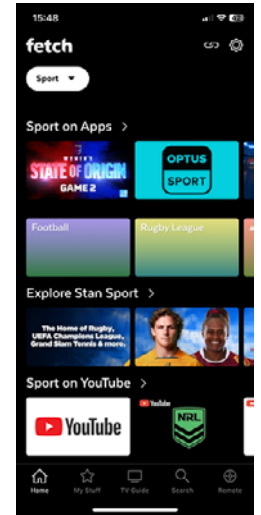 15:48
fetch
Sport
Sport on Apps >
WOMEN'S
STATE OF ORIGIN
GAME 2
OPTUS
SPORT
Football
Rugby League
Explore Stan Sport >
The Home of Rugby,
UEFA Champions League,
Grand Slam Tennis & more.
Sport on YouTube >
YouTube
YouTube
NRL
Home
My Stuff
TV Guide
Search
Remote